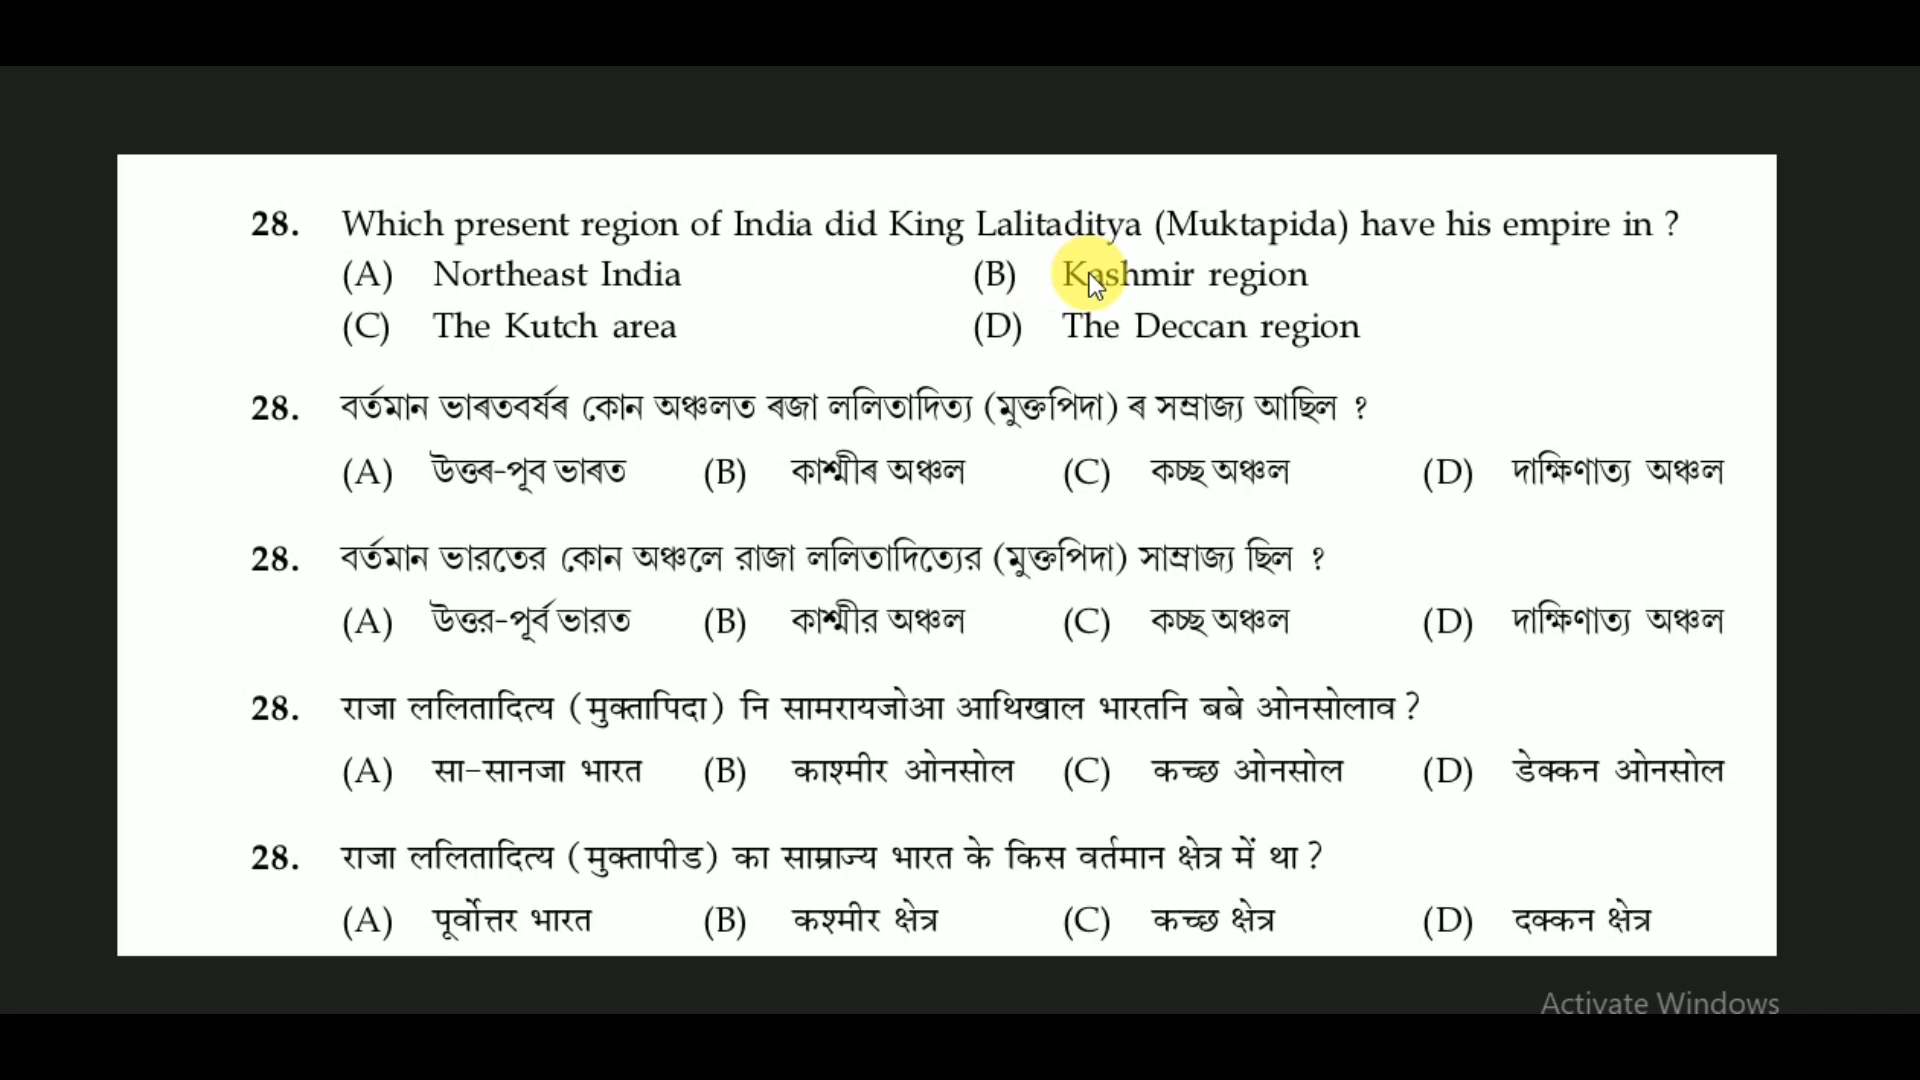 28. Which present region of India did King Lalitaditya (Muktapida) have his empire in ?
(A) Northeast India (B) Kashmir region
(C) The Kutch area (D) The Deccan region
28. বৰ্তমান ভাৰতবৰ্ষৰ কোন অঞ্চলত ৰজা ললিতাদিত্য (মুক্তপিদা) ৰ সম্ৰাজ্য আছিল ?
(A) উত্তৰ-পূব ভাৰত (B) কাশ্মীৰ অঞ্চল (C) কচ্ছ অঞ্চল (D) দাক্ষিণাত্য অঞ্চল
28. বর্তমান ভারতের কোন অঞ্চলে রাজা ললিতাদিত্যের (মুক্তপিদা) সাম্রাজ্য ছিল ?
(A) উত্তর-পূর্ব ভারত (B) কাশ্মীর অঞ্চল (C) কচ্ছ অঞ্চল (D) দাক্ষিণাত্য অঞ্চল
28. राजा ललितादित्य (मुक्तापिदा) नि सामरायजोआ आथिखाल भारतनि बबे ओनसोलाव ?
(A) सा-सानजा भारत (B) काश्मीर ओनसोल (C) कच्छ ओनसोल (D) डेक्कन ओनसोल
28. राजा ललितादित्य (मुक्तापीड) का साम्राज्य भारत के किस वर्तमान क्षेत्र में था ?
(A) पूर्वोत्तर भारत (B) कश्मीर क्षेत्र (C) कच्छ क्षेत्र (D) दक्कन क्षेत्र
Activate Windows